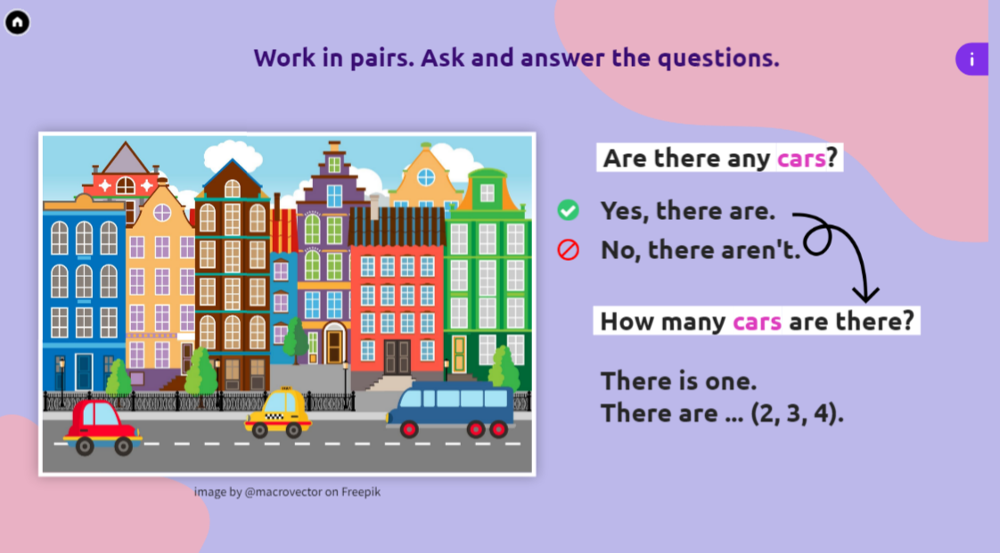 Work in pairs. Ask and answer the questions.
i
Are there any cars?
Yes, there are.
No, there aren't.
How many cars are there?
There is one.
There are ... (2, 3, 4).
image by @macrovector on Freepik